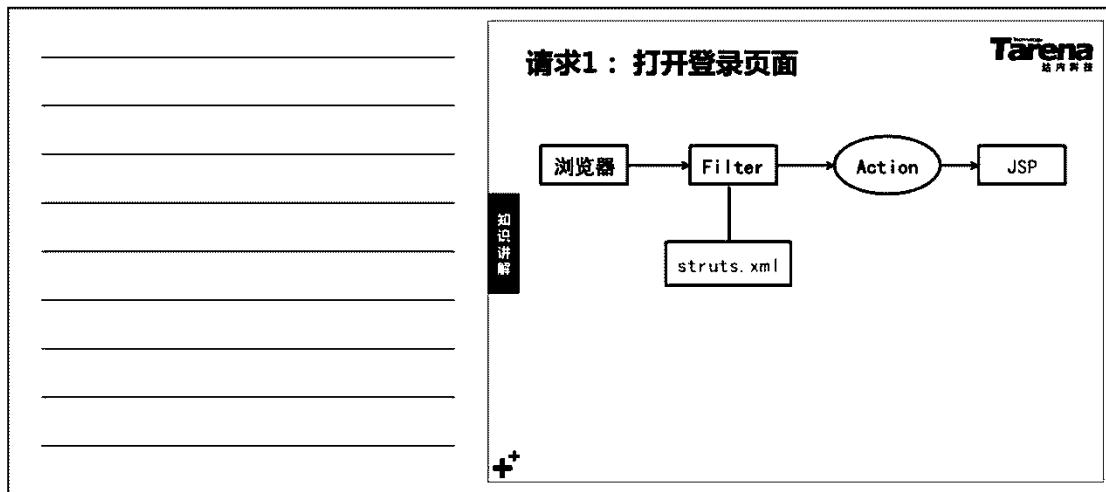 请求1：打开登录页面
Tarena
达内科技
浏览器
Filter
Action
JSP
struts.xml
知识讲解